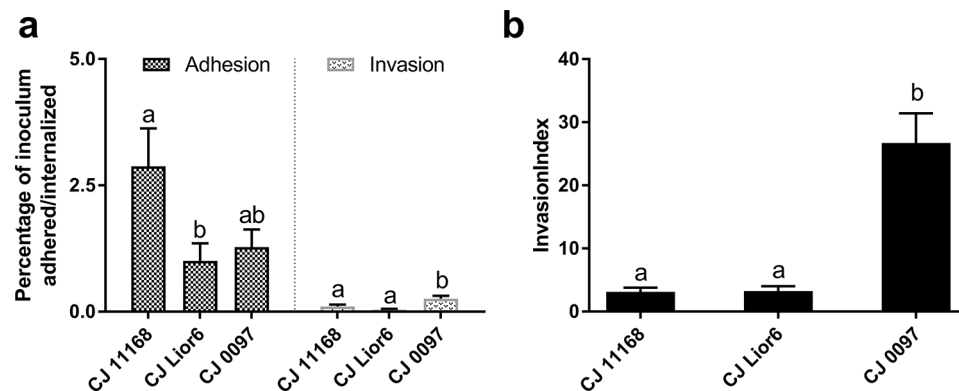 a
Percentage of inoculum
adhered/internalized
5.0
2.5
0.0
Adhesion
Invasion
a
b
ab
a
a
b
CJ 11168
CJ Lior6
CJ 0097
CJ 11168
CJ Lior6
CJ 0097
b
InvasionIndex
40
30
20
10
0
a
a
b
CJ 11168
CJ Lior6
CJ 0097